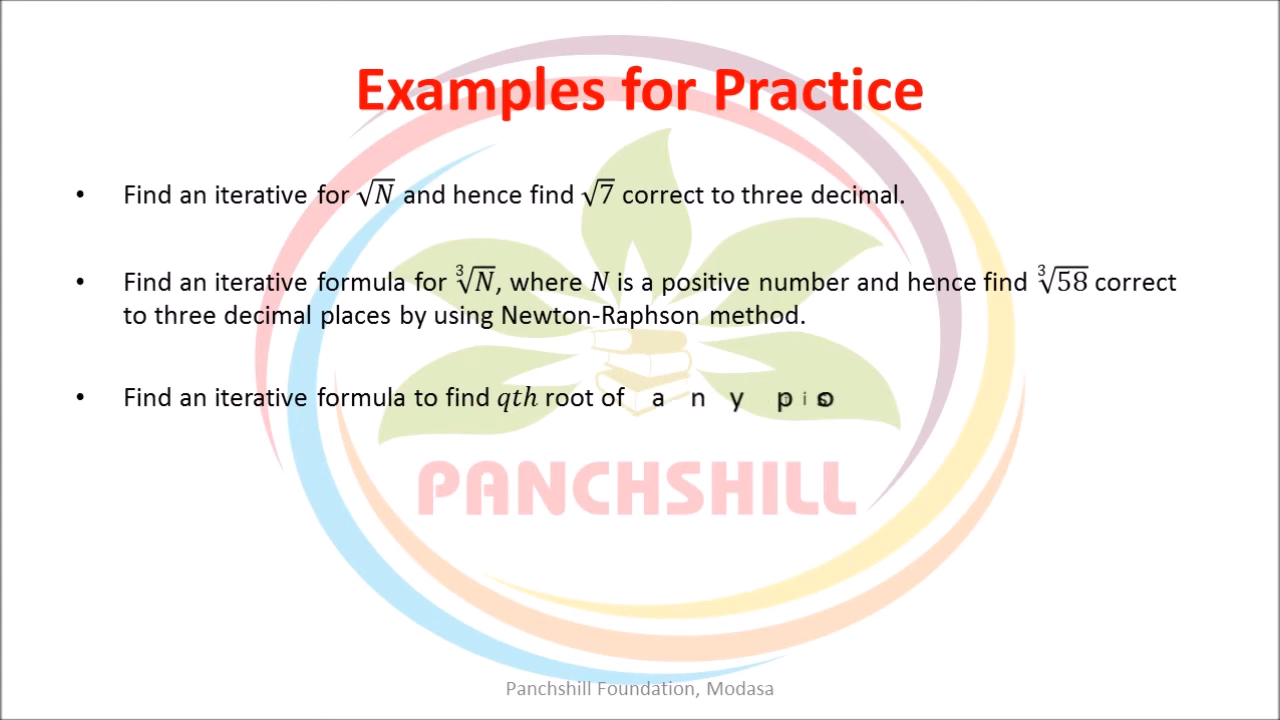 Examples for Practice
• Find an iterative for √N and hence find √7 correct to three decimal.
• Find an iterative formula for ∛N, where N is a positive number and hence find ∛58 correct
to three decimal places by using Newton-Raphson method.
• Find an iterative formula to find qth root of a n y
PANCHSHILL
Panchshill Foundation, Modasa